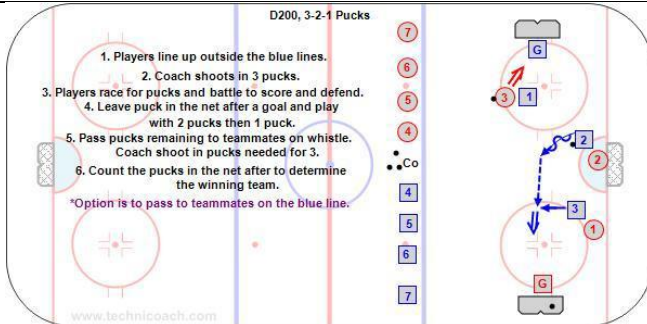 D200, 3-2-1 Pucks
1. Players line up outside the blue lines.
2. Coach shoots in 3 pucks.
3. Players race for pucks and battle to score and defend.
4. Leave puck in the net after a goal and play
with 2 pucks then 1 puck.
5. Pass pucks remaining to teammates on whistle.
Coach shoot in pucks needed for 3.
6. Count the pucks in the net after to determine
the winning team.
*Option is to pass to teammates on the blue line.
7
6
5
4
Co
4
5
6
7
G
3
1
2
2
3
1
G
www.technicoach.com